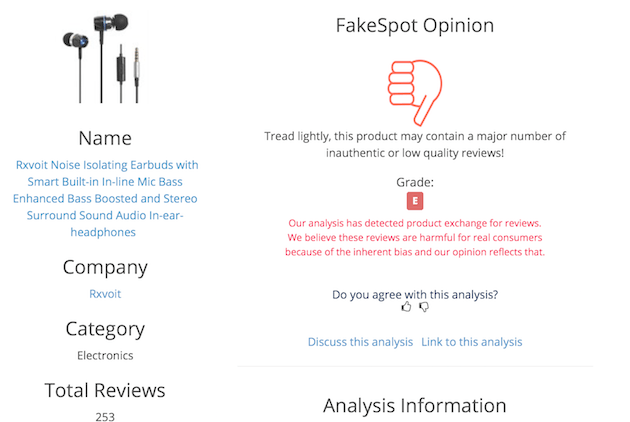 Name
Rxvoit Noise Isolating Earbuds with
Smart Built-in In-line Mic Bass
Enhanced Bass Boosted and Stereo
Surround Sound Audio In-ear-
headphones
Company
Rxvoit
Category
Electronics
Total Reviews
253
FakeSpot Opinion
Tread lightly, this product may contain a major number of
inauthentic or low quality reviews!
Grade:
E
Our analysis has detected product exchange for reviews.
We believe these reviews are harmful for real consumers
because of the inherent bias and our opinion reflects that.
Do you agree with this analysis?
Discuss this analysis Link to this analysis
Analysis Information